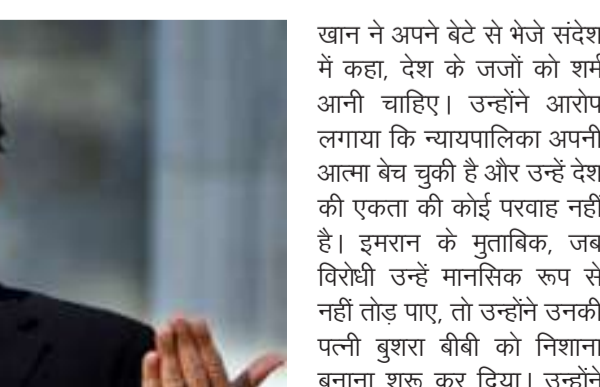 खान ने अपने बेटे से भेजे संदेश
में कहा, देश के जजों को शर्म
आनी चाहिए। उन्होंने आरोप
लगाया कि न्यायपालिका अपनी
आत्मा बेच चुकी है और उन्हें देश
की एकता की कोई परवाह नहीं
है। इमरान के मुताबिक, जब
विरोधी उन्हें मानसिक रूप से
नहीं तोड़ पाए, तो उन्होंने उनकी
पत्नी बुशरा बीबी को निशाना
बनाना शुरू कर दिया। उन्होंने